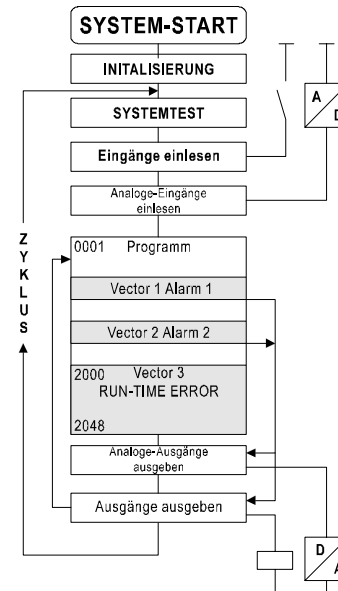 SYSTEM-START
INITALISIERUNG
SYSTEMTEST
A
D
Eingänge einlesen
Analoge-Eingänge
einlesen
ZYKLUS
0001 Programm
Vector 1 Alarm 1
Vector 2 Alarm 2
2000 Vector 3
RUN-TIME ERROR
2048
Analoge-Ausgänge
ausgeben
Ausgänge ausgeben
D
A